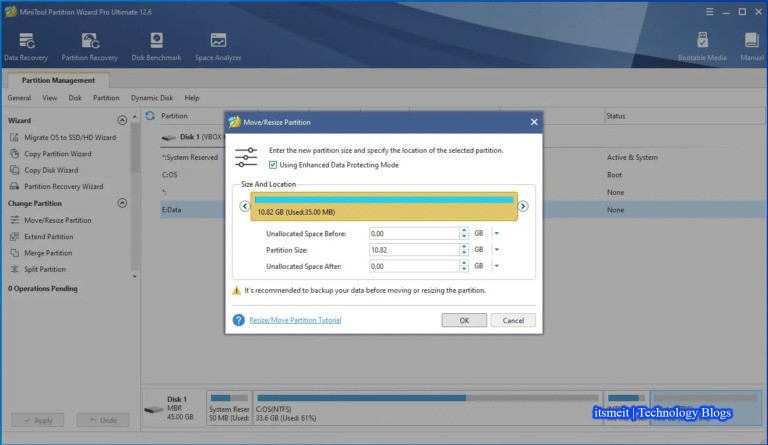 MiniTool Partition Wizard Pro Ultimate 12.6
Data Recovery
Partition Recovery
Disk Benchmark
Space Analyzer
Bootable Media
Manual
Partition Management
General View Disk Partition Dynamic Disk Help
Wizard
Migrate OS to SSD/HD Wizard
Copy Partition Wizard
Copy Disk Wizard
Partition Recovery Wizard
Change Partition
Move/Resize Partition
Extend Partition
Merge Partition
Split Partition
0 Operations Pending
Apply
Undo
Partition
Status
Disk 1 (VBOX
*:System Reserved
Active & System
C:OS
Boot
*:
None
E:Data
None
Move/Resize Partition
Enter the new partition size and specify the location of the selected partition.
Using Enhanced Data Protecting Mode
Size And Location
10.82 GB (Used:35.00 MB)
Unallocated Space Before: 0.00 GB
Partition Size: 10.82 GB
Unallocated Space After: 0.00 GB
It's recommended to backup your data before moving or resizing the partition.
Resize/Move Partition Tutorial
OK
Cancel
Disk 1
MBR
45.00 GB
System Reser
50 MB (Used:
C:OS(NTFS)
33.6 GB (Used: 61%)
itsmeit | Technology Blogs